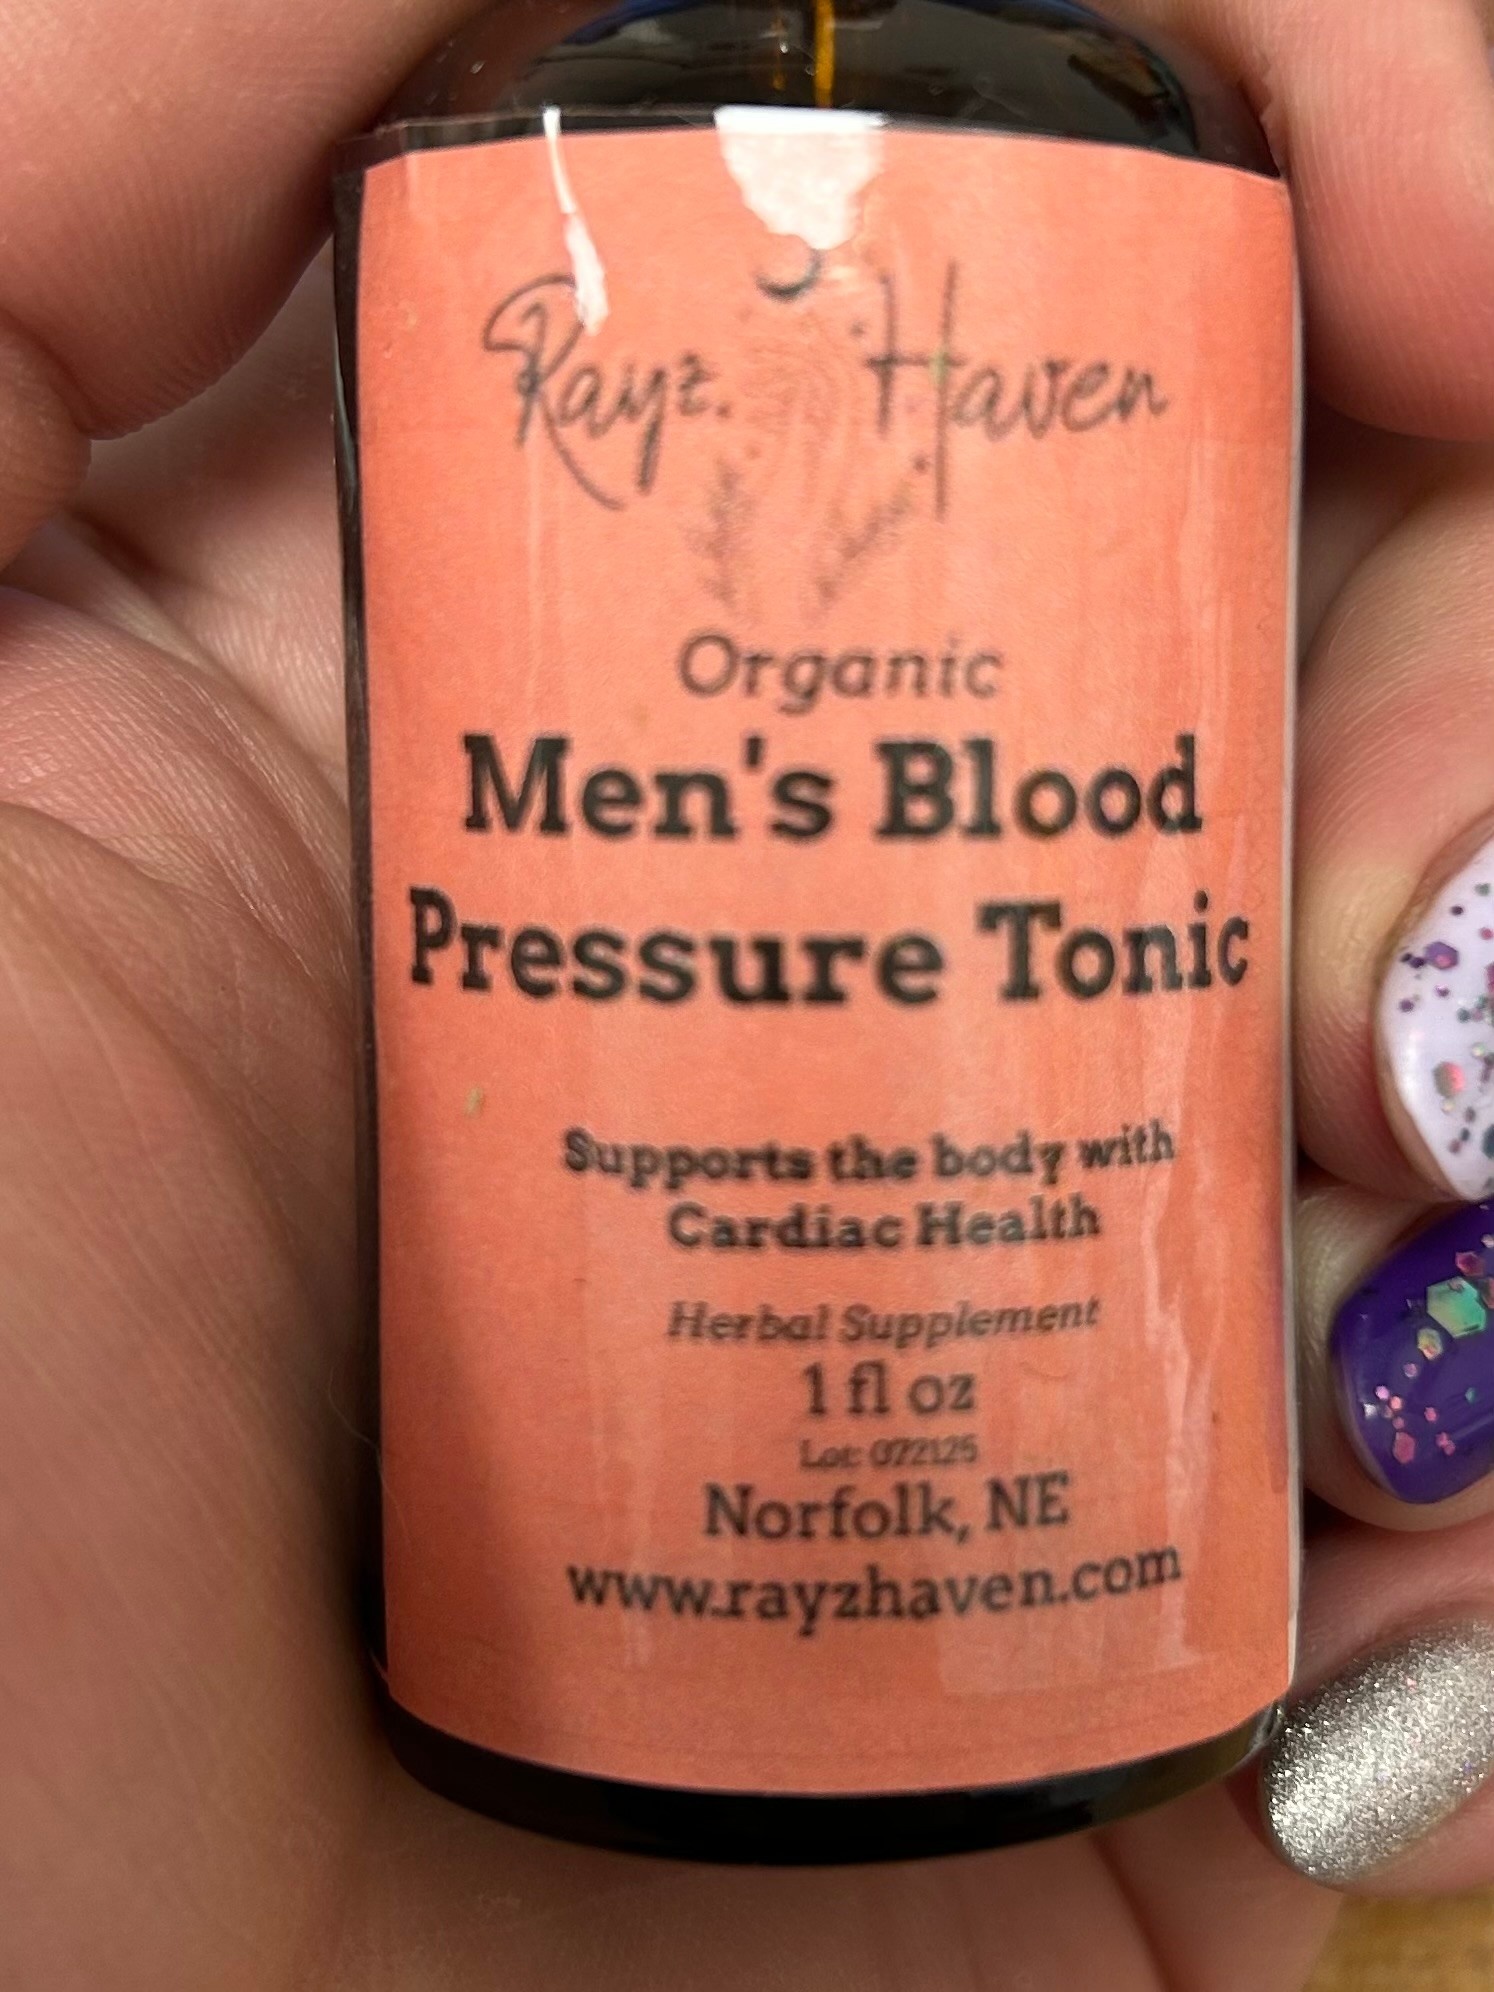 Rayz. Haven
Organic
Men's Blood
Pressure Tonic
Supports the body with
Cardiac Health
Herbal Supplement
1 fl oz
Lot: 072125
Norfolk, NE
www.rayzhaven.com